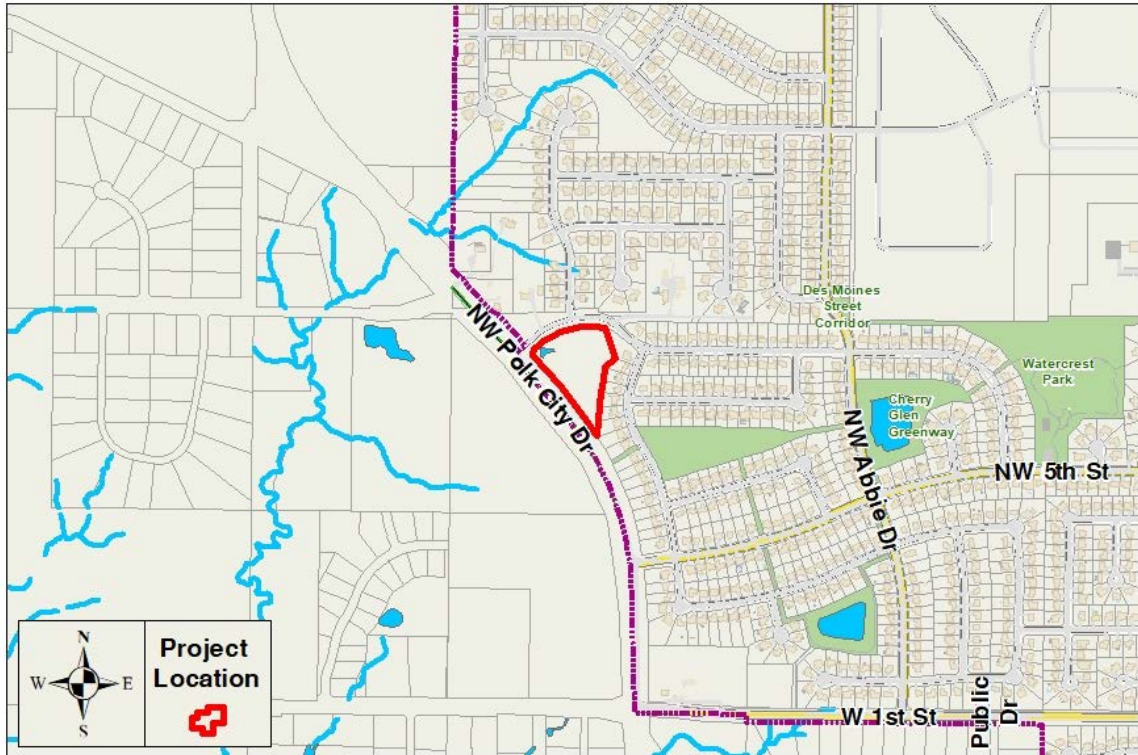 Des Moines
Street
Corridor
NW Polk City Dr
Watercrest
Park
Cherry
Glen
Greenway
NW Abbie Dr
NW 5th St
Public
Dr
W 1st St
N
W
E
S
Project
Location